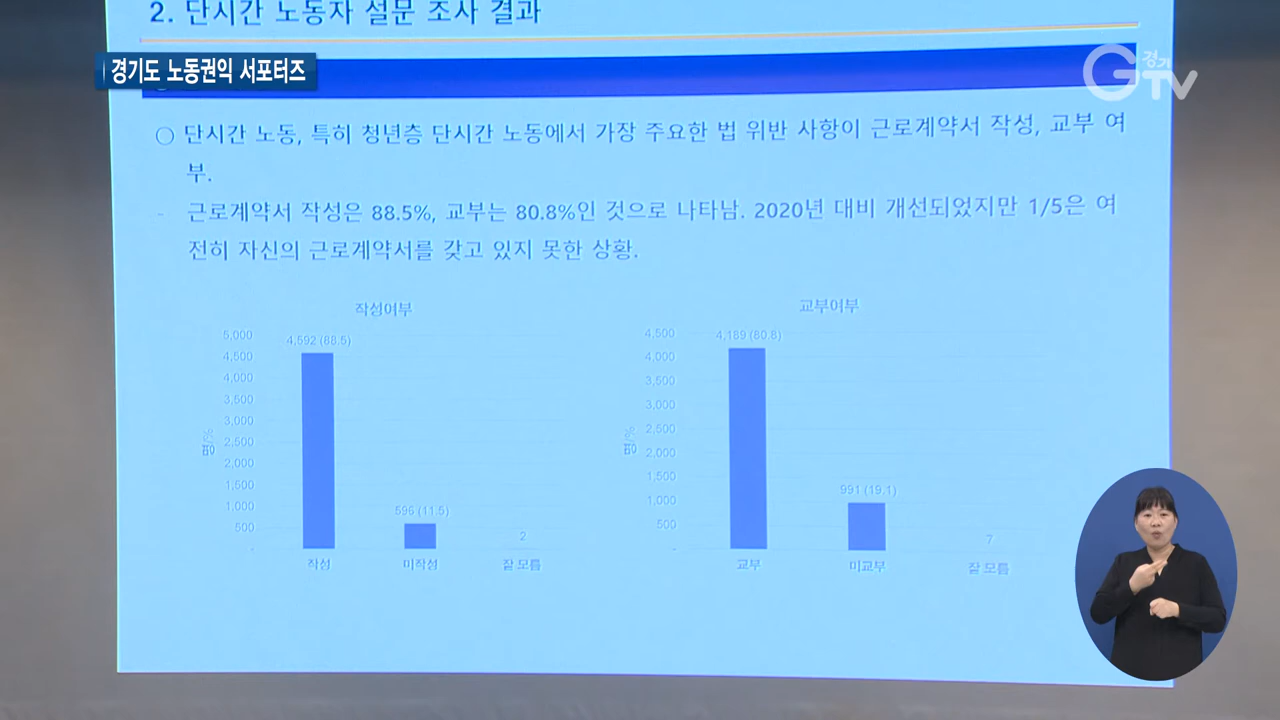 2. 단시간 노동자 설문 조사 결과
경기도 노동권익 서포터즈
G경기TV
○ 단시간 노동, 특히 청년층 단시간 노동에서 가장 주요한 법 위반 사항이 근로계약서 작성, 교부 여
부.
- 근로계약서 작성은 88.5%, 교부는 80.8%인 것으로 나타남. 2020년 대비 개선되었지만 1/5은 여
전히 자신의 근로계약서를 갖고 있지 못한 상황.
작성여부
5,000
4,500
4,000
3,500
3,000
2,500
2,000
1,500
1,000
500
-
명/%
4,592 (88.5)
596 (11.5)
2
작성
미작성
잘 모름
교부여부
4,500
4,000
3,500
3,000
2,500
2,000
1,500
1,000
500
-
명/%
4,189 (80.8)
991 (19.1)
7
교부
미교부
잘 모름